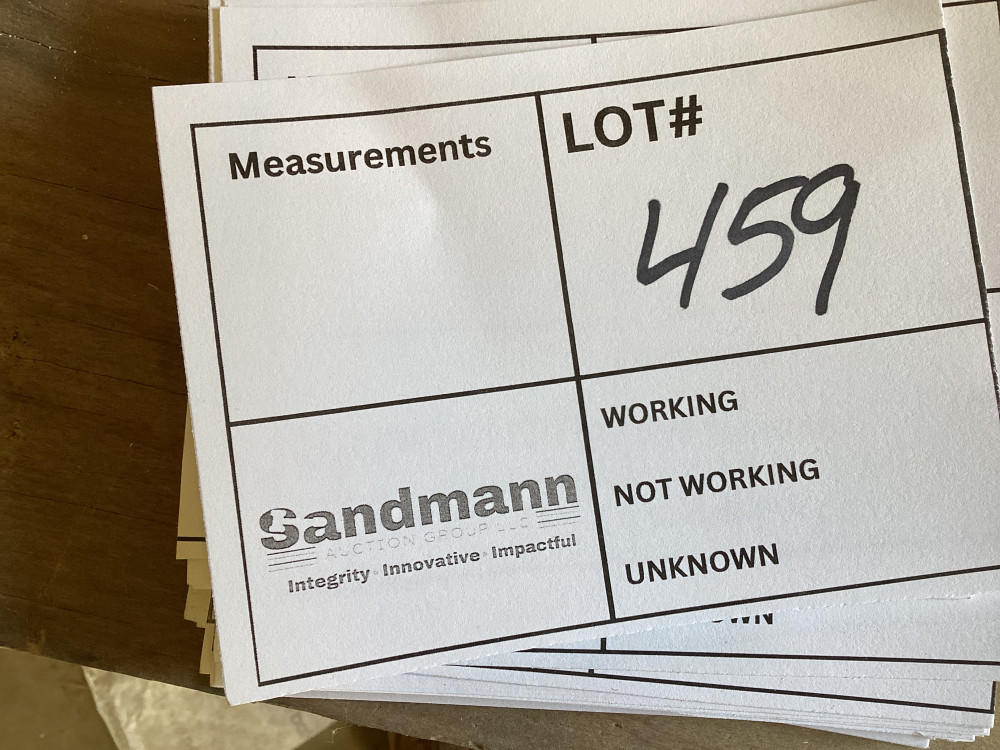 Measurements
LOT#
459
Sandmann
AUCTION GROUP LLC
Integrity • Innovative • Impactful
WORKING
NOT WORKING
UNKNOWN